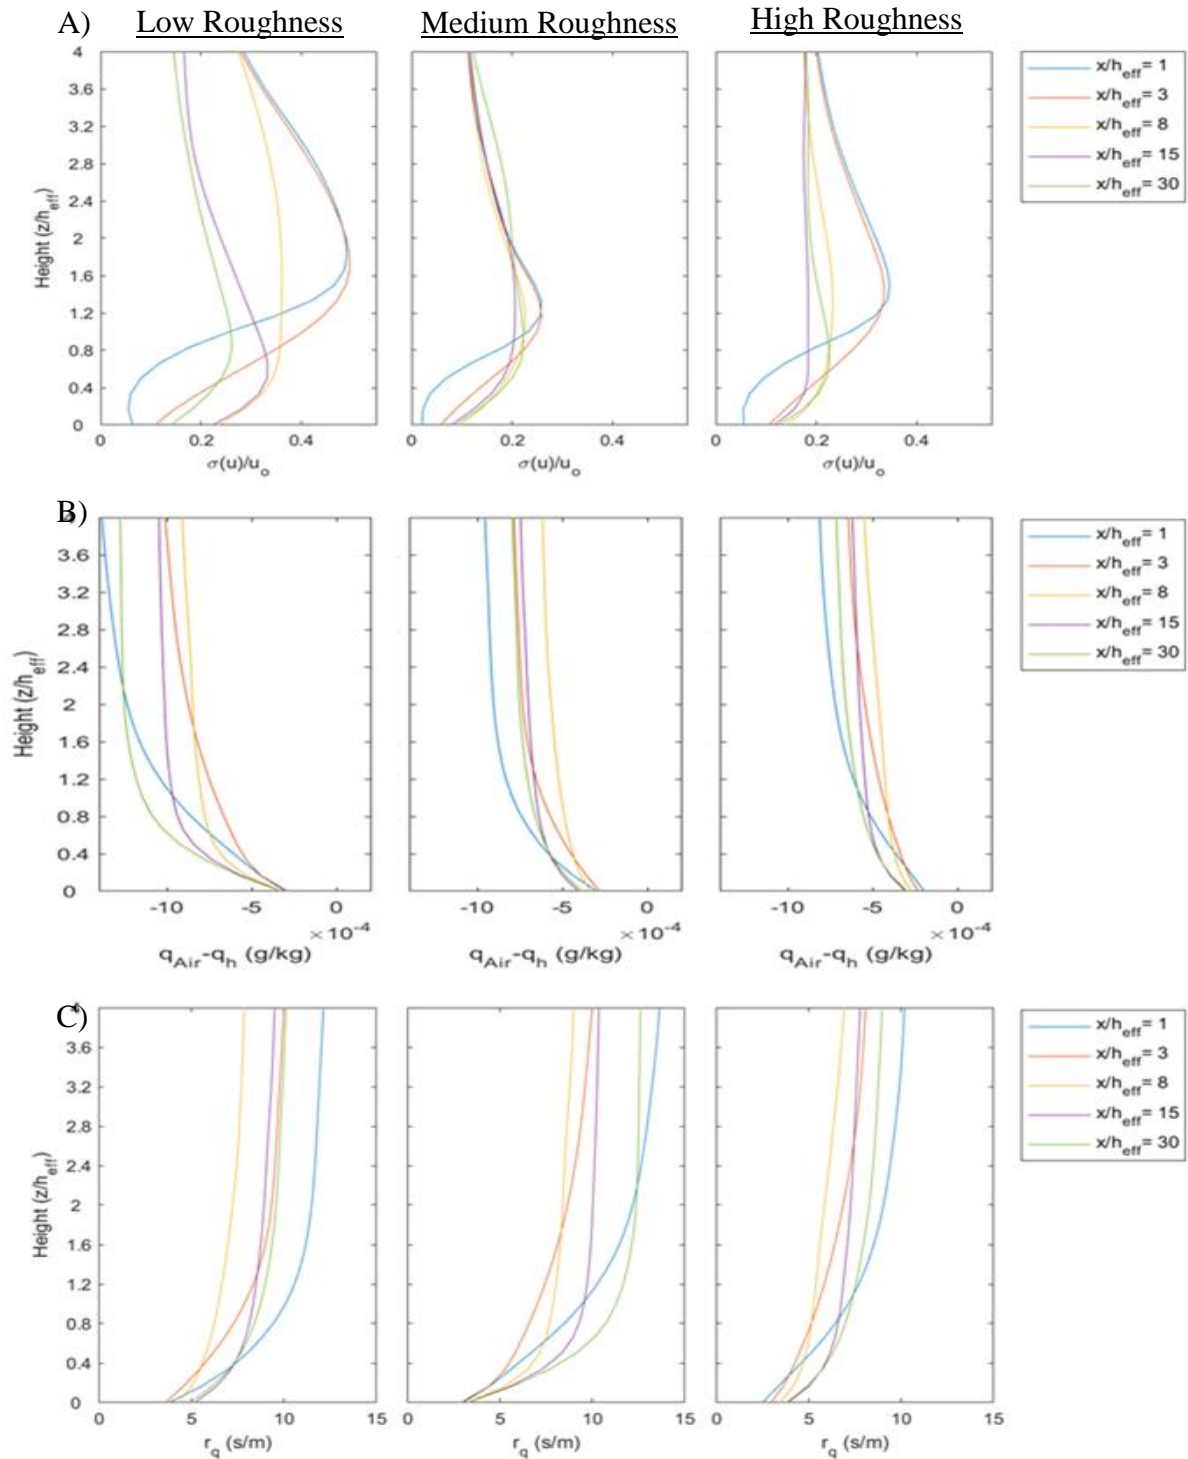 A) Low Roughness Medium Roughness High Roughness
4
3.6
3.2
2.8
2.4
2
1.6
1.2
0.8
0.4
0
Height (z/h_eff)
0 0.2 0.4
0 0.2 0.4
0 0.2 0.4
σ(u)/u_o
σ(u)/u_o
σ(u)/u_o
x/h_eff= 1
x/h_eff= 3
x/h_eff= 8
x/h_eff= 15
x/h_eff= 30
B)
3.6
3.2
2.8
2.4
2
1.6
1.2
0.8
0.4
0
Height (z/h_eff)
-10 -5 0
-10 -5 0
-10 -5 0
×10^-4
×10^-4
×10^-4
q_Air-q_h (g/kg)
q_Air-q_h (g/kg)
q_Air-q_h (g/kg)
x/h_eff= 1
x/h_eff= 3
x/h_eff= 8
x/h_eff= 15
x/h_eff= 30
C)
3.6
3.2
2.8
2.4
2
1.6
1.2
0.8
0.4
0
Height (z/h_eff)
0 5 10 15
0 5 10 15
0 5 10 15
r_q (s/m)
r_q (s/m)
r_q (s/m)
x/h_eff= 1
x/h_eff= 3
x/h_eff= 8
x/h_eff= 15
x/h_eff= 30